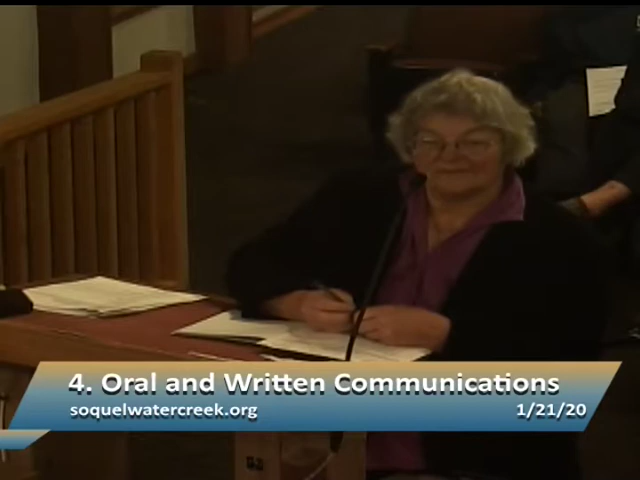 4. Oral and Written Communications
soquelwatercreek.org 1/21/20